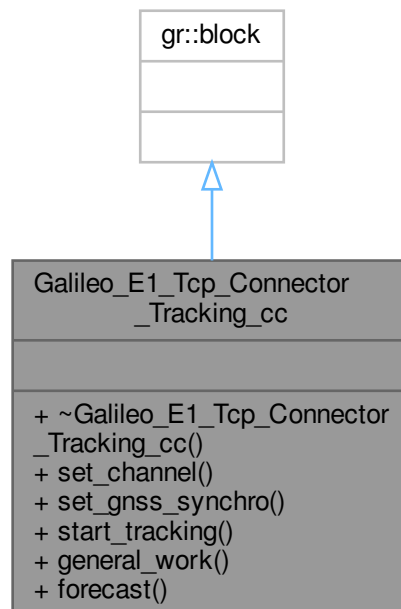 gr::block
Galileo_E1_Tcp_Connector
_Tracking_cc
+ ~Galileo_E1_Tcp_Connector
_Tracking_cc()
+ set_channel()
+ set_gnss_synchro()
+ start_tracking()
+ general_work()
+ forecast()